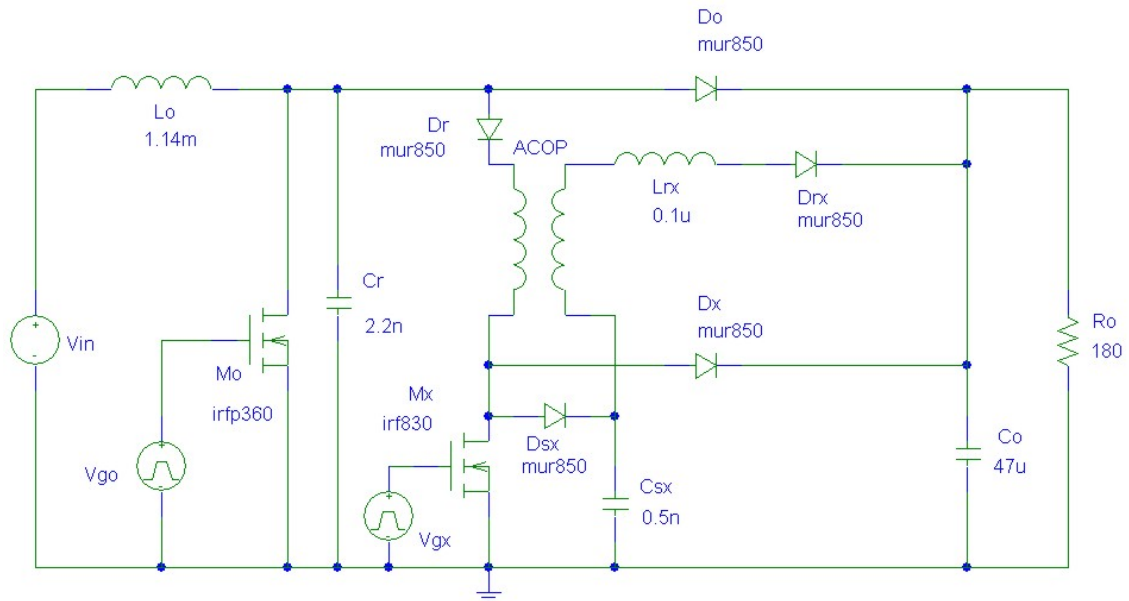 Do
mur850
Lo
1.14m
Dr
mur850
ACOP
Lrx
0.1u
Drx
mur850
Cr
2.2n
Dx
mur850
+
-
Vin
Ro
180
Mo
irfp360
Mx
irf830
Dsx
mur850
+
-
Vgo
Co
47u
Csx
0.5n
+
-
Vgx